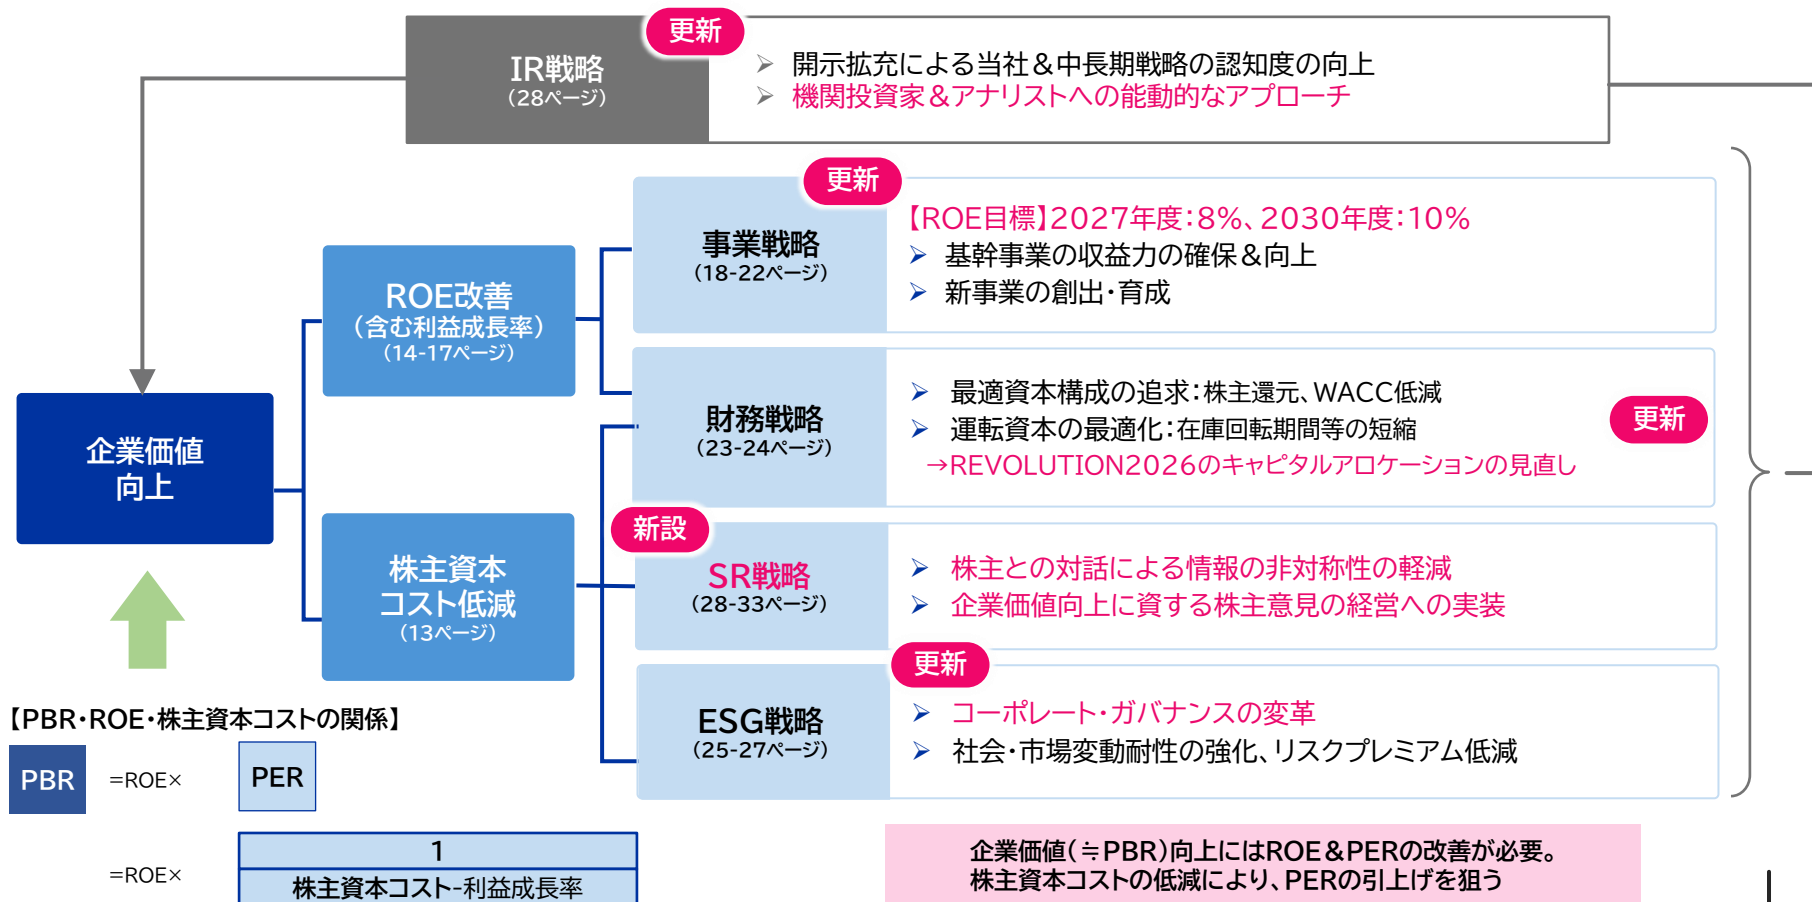 更新
IR戦略
（28ページ）
➢ 開示拡充による当社＆中長期戦略の認知度の向上
➢ 機関投資家＆アナリストへの能動的なアプローチ
更新
事業戦略
（18-22ページ）
【ROE目標】2027年度：8％、2030年度：10％
➢ 基幹事業の収益力の確保＆向上
➢ 新事業の創出・育成
ROE改善
（含む利益成長率）
（14-17ページ）
財務戦略
（23-24ページ）
➢ 最適資本構成の追求：株主還元、WACC低減
➢ 運転資本の最適化：在庫回転期間等の短縮
→REVOLUTION2026のキャピタルアロケーションの見直し
更新
企業価値
向上
新設
SR戦略
（28-33ページ）
➢ 株主との対話による情報の非対称性の軽減
➢ 企業価値向上に資する株主意見の経営への実装
株主資本
コスト低減
（13ページ）
更新
ESG戦略
（25-27ページ）
➢ コーポレート・ガバナンスの変革
➢ 社会・市場変動耐性の強化、リスクプレミアム低減
【PBR・ROE・株主資本コストの関係】
PBR =ROE× PER
=ROE× 1
株主資本コスト-利益成長率
企業価値（≒PBR）向上にはROE＆PERの改善が必要。
株主資本コストの低減により、PERの引上げを狙う